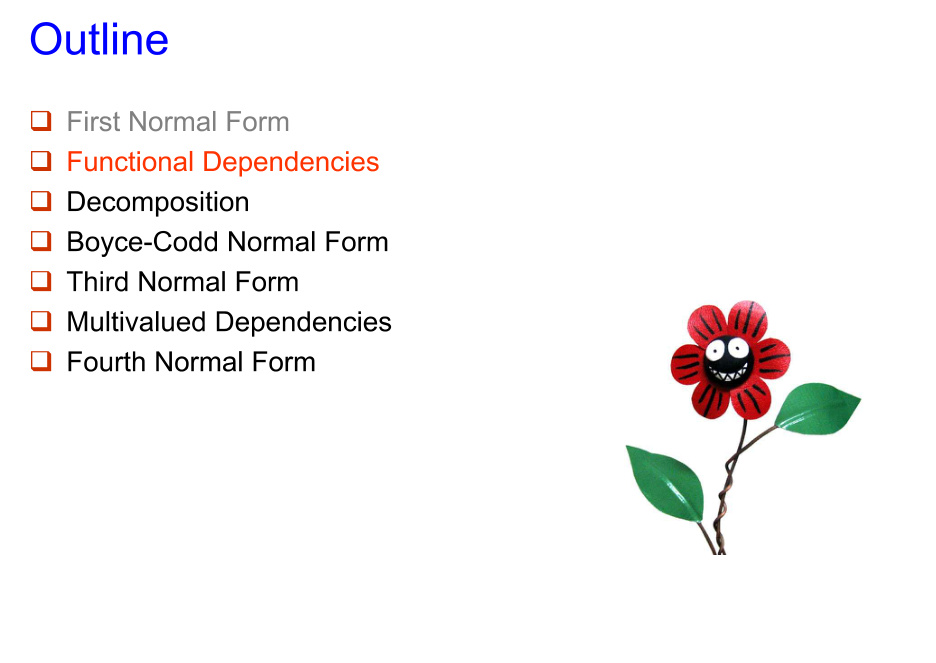 Outline
First Normal Form
Functional Dependencies
Decomposition
Boyce-Codd Normal Form
Third Normal Form
Multivalued Dependencies
Fourth Normal Form